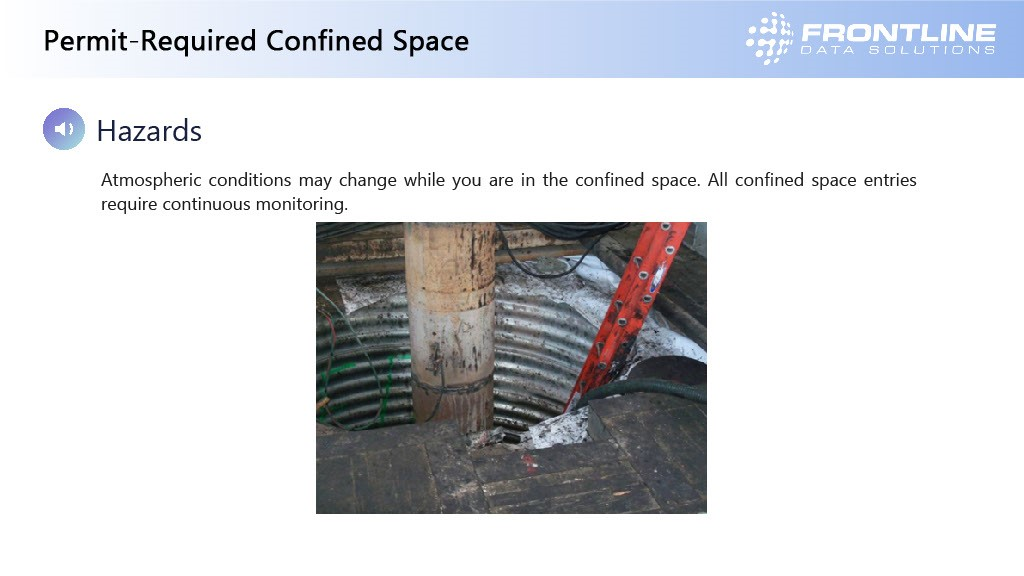 Permit-Required Confined Space
FRONTLINE
DATA SOLUTIONS
Hazards
Atmospheric conditions may change while you are in the confined space. All confined space entries
require continuous monitoring.